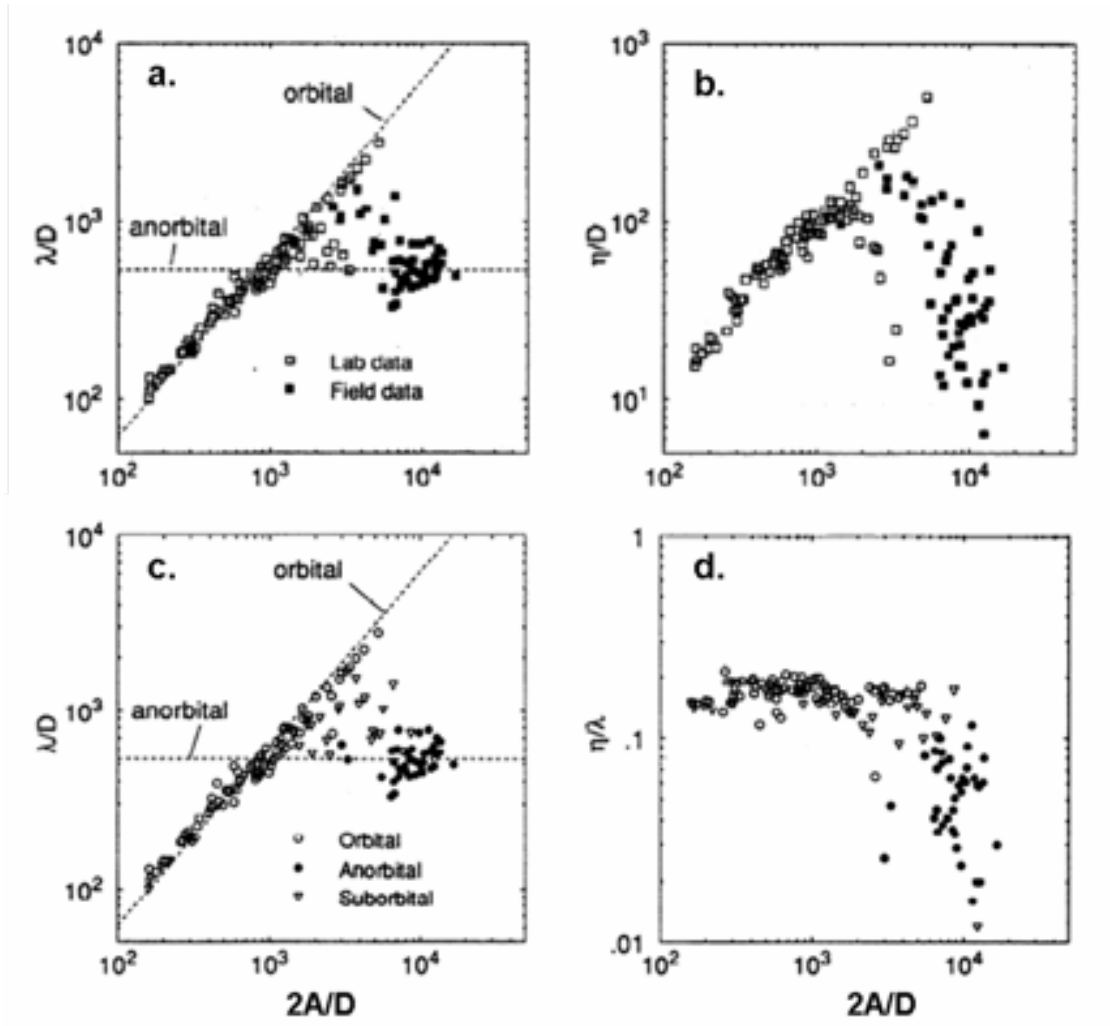 10⁴
10³
10²
λ/D
a.
orbital
anorbital
Lab data
Field data
10² 10³ 10⁴
10³
10²
10¹
η/D
b.
10² 10³ 10⁴
10⁴
10³
10²
λ/D
c.
orbital
anorbital
Orbital
Anorbital
Suborbital
10² 10³ 10⁴
2A/D
1
.1
.01
η/λ
d.
10² 10³ 10⁴
2A/D